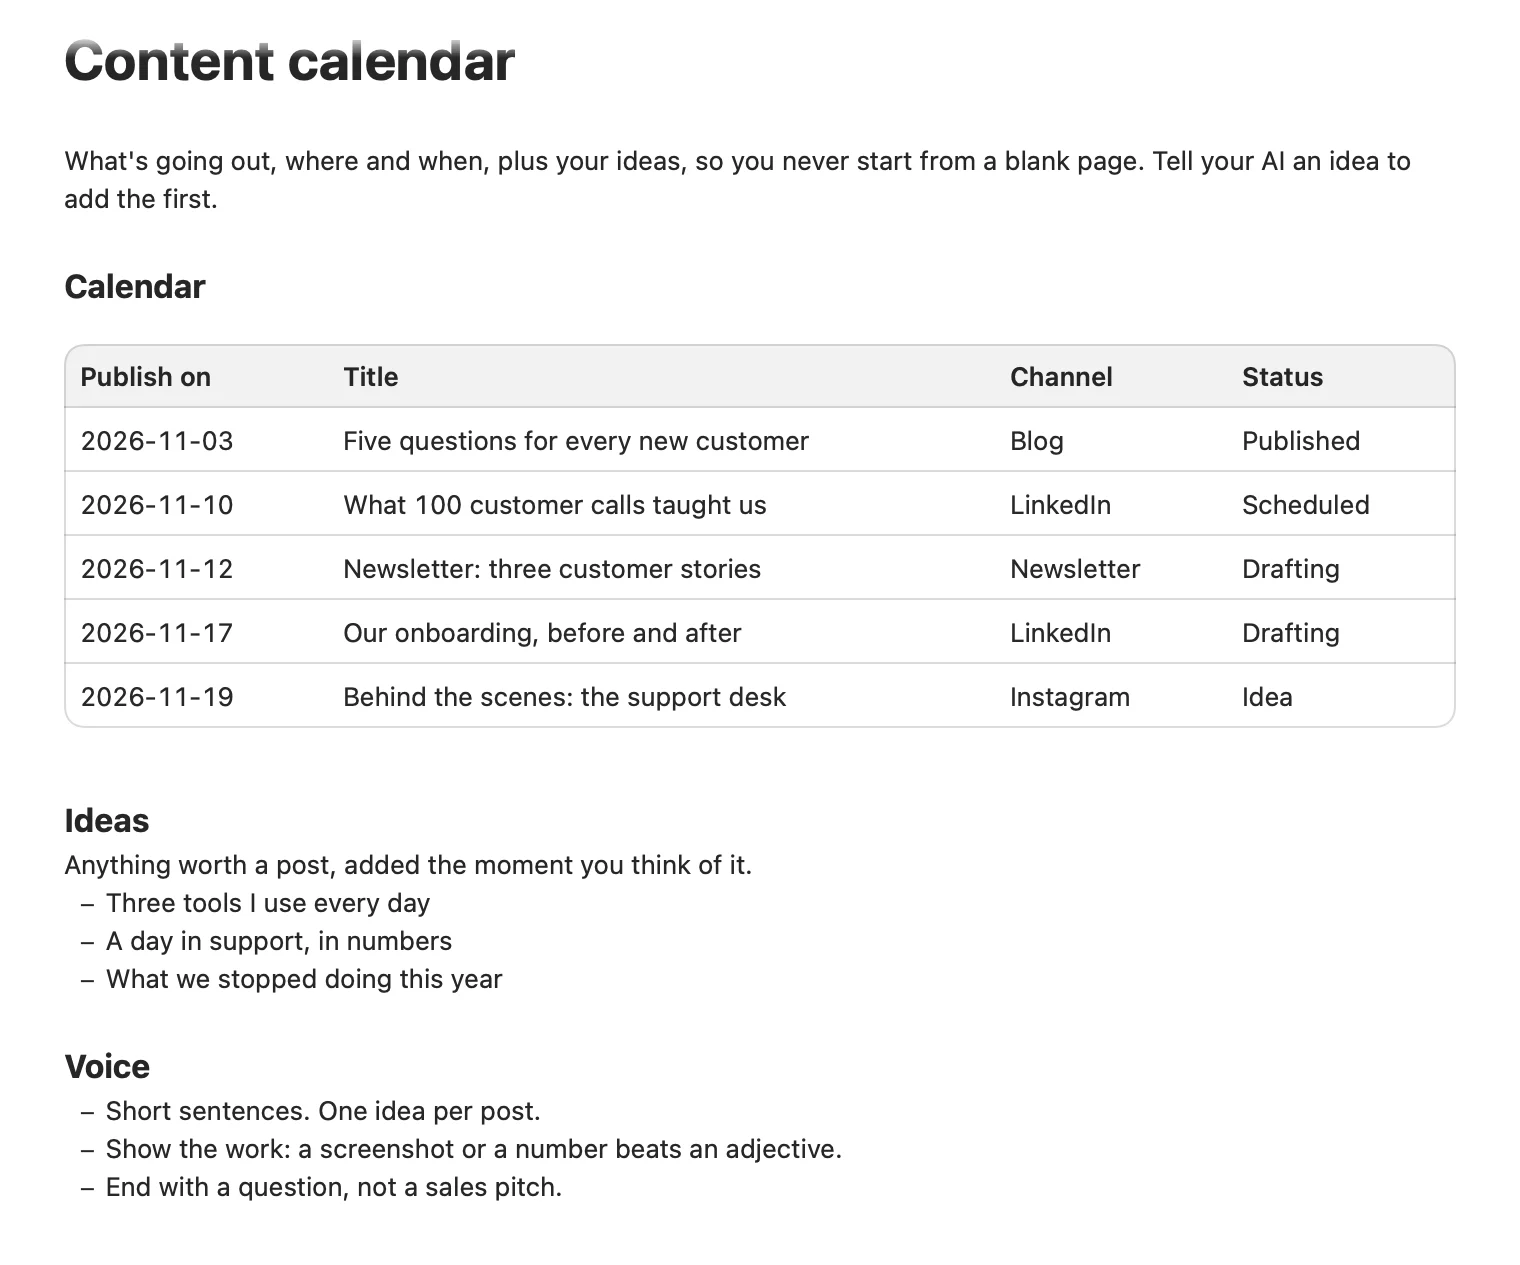 Content calendar
What's going out, where and when, plus your ideas, so you never start from a blank page. Tell your AI an idea to
add the first.
Calendar
Publish on Title Channel Status
2026-11-03 Five questions for every new customer Blog Published
2026-11-10 What 100 customer calls taught us LinkedIn Scheduled
2026-11-12 Newsletter: three customer stories Newsletter Drafting
2026-11-17 Our onboarding, before and after LinkedIn Drafting
2026-11-19 Behind the scenes: the support desk Instagram Idea
Ideas
Anything worth a post, added the moment you think of it.
– Three tools I use every day
– A day in support, in numbers
– What we stopped doing this year
Voice
– Short sentences. One idea per post.
– Show the work: a screenshot or a number beats an adjective.
– End with a question, not a sales pitch.